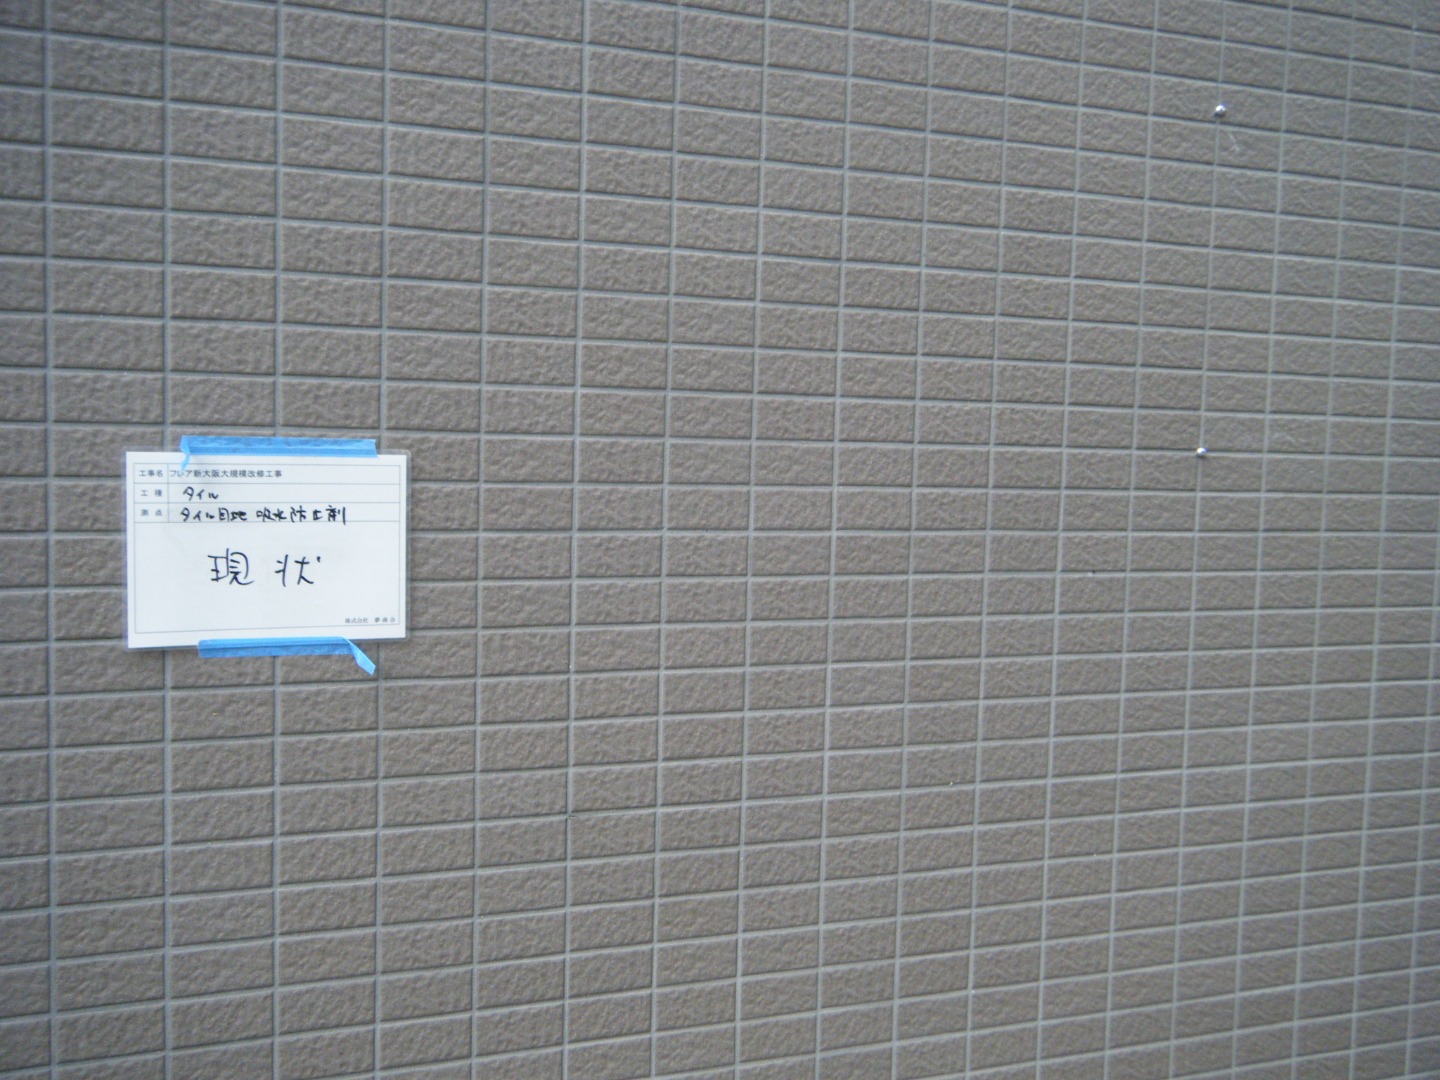 工事名 フレア新大阪大規模改修工事
工種 タイル
測点 タイル目地 吸水防止剤
現状
株式会社